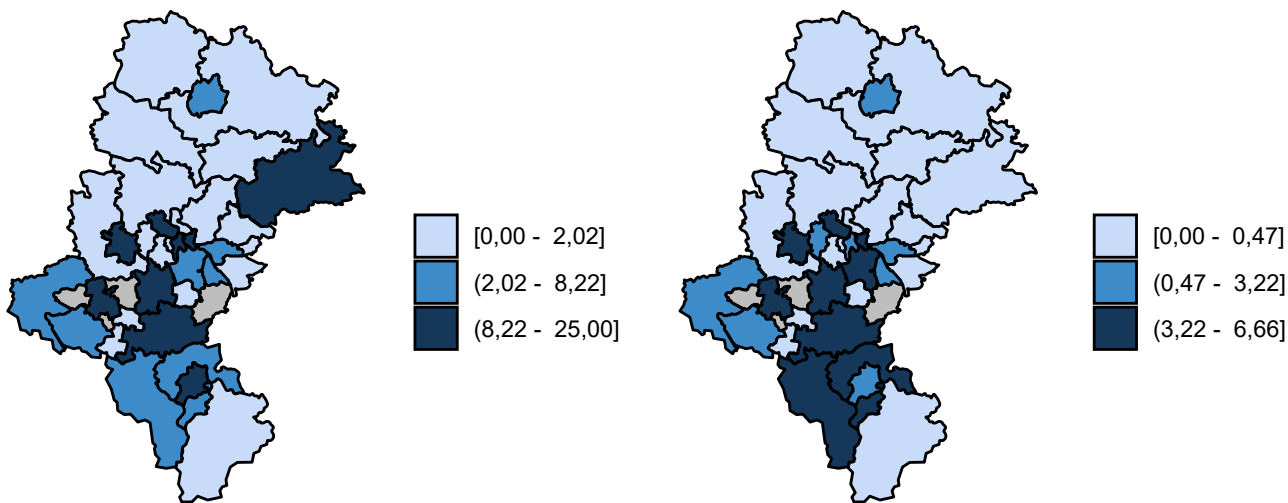 [0,00 - 2,02]
(2,02 - 8,22]
(8,22 - 25,00]
[0,00 - 0,47]
(0,47 - 3,22]
(3,22 - 6,66]